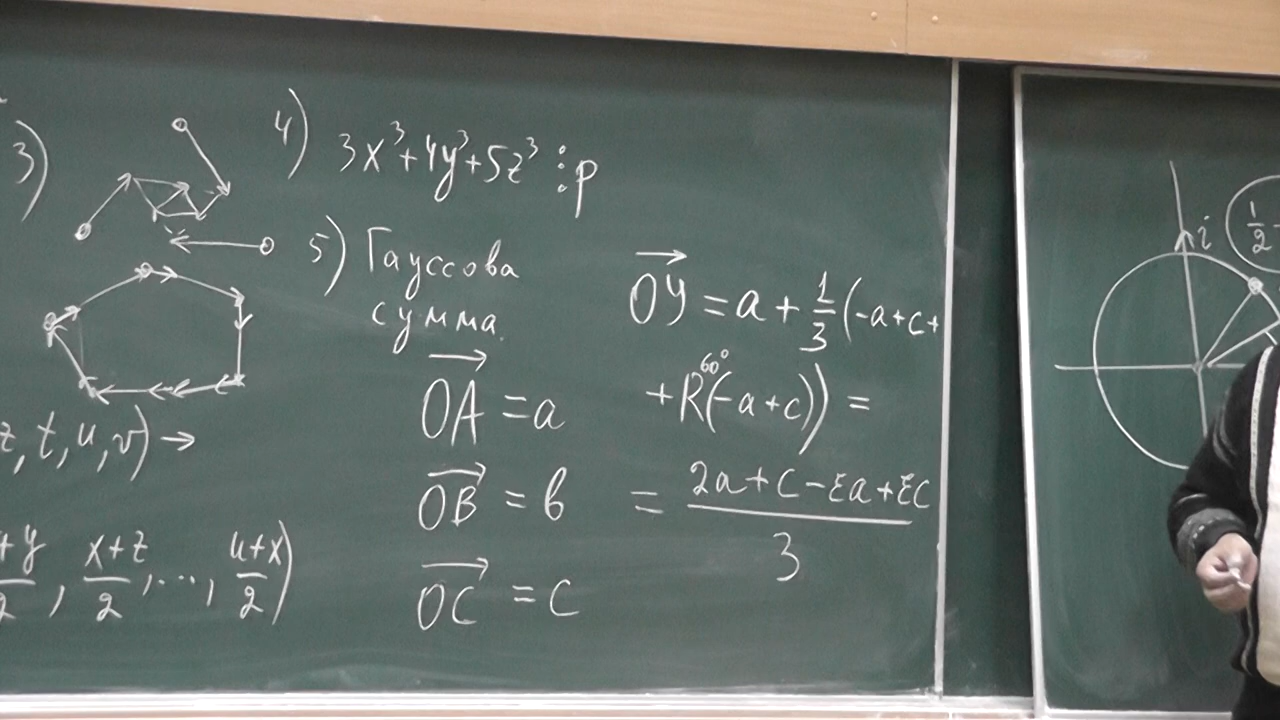 3)
z, t, u, v) →
+y/2, x+z/2, ..., u+x/2)
4) 3x³+4y³+5z³ ⋮ p
5) Гауссова
сумма
OA⃗ = a
OB⃗ = b
OC⃗ = c
OY⃗ = a + 1/3 (-a+c+
+R^60°(-a+c)) =
= (2a+c-εa+εc)/3
i
1/2